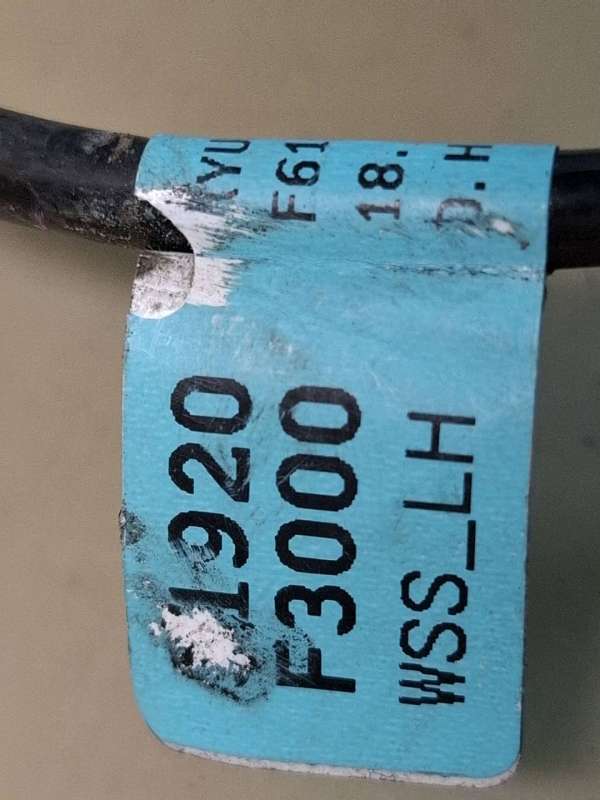 1920
F3000
WSS_LH
F61
18.
D.H